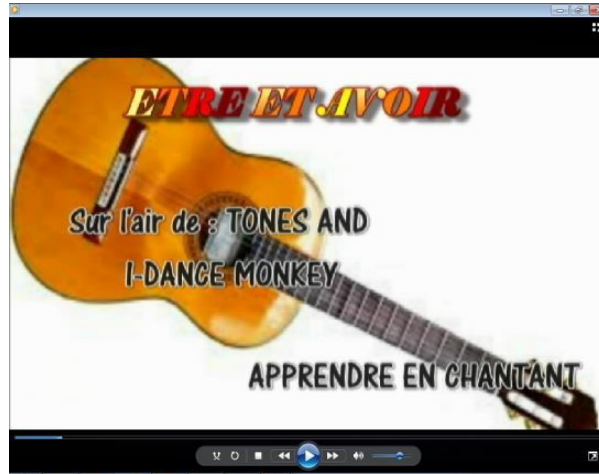 ETRE ET AVOIR
Sur l'air de : TONES AND
I-DANCE MONKEY
APPRENDRE EN CHANTANT